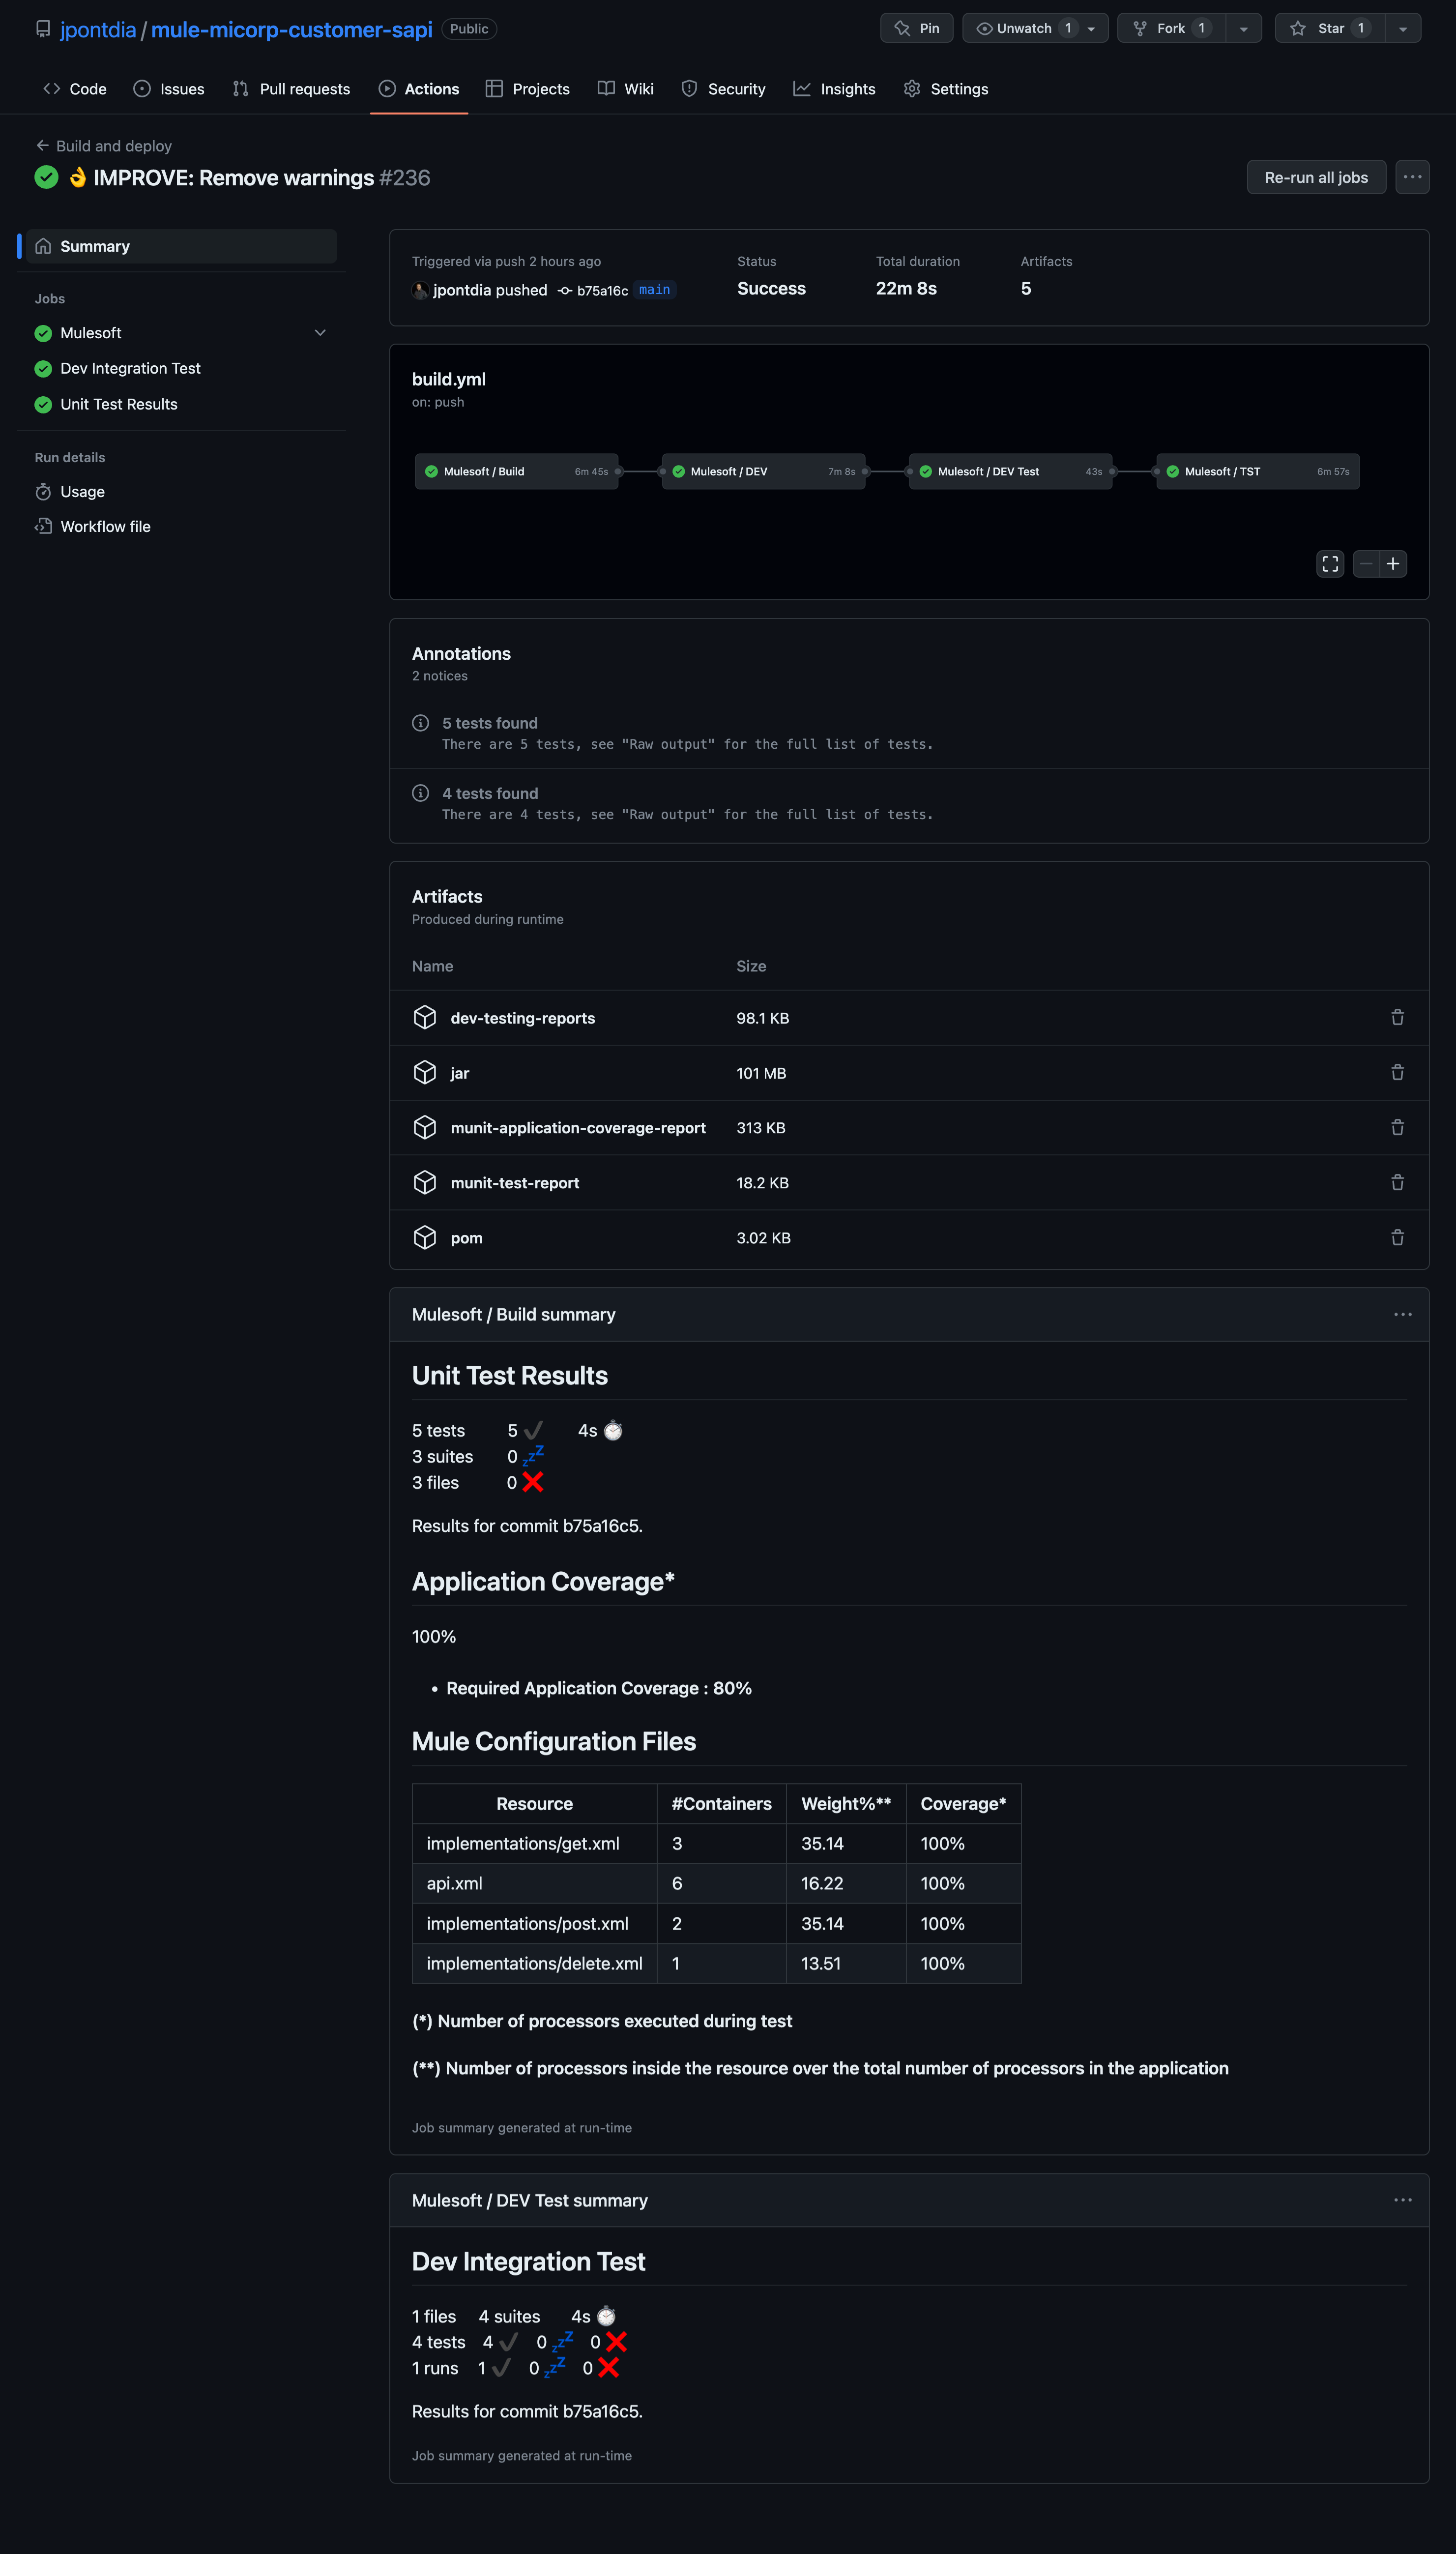 jpontdia / mule-micorp-customer-sapi Public
Pin Unwatch 1 Fork 1 Star 1
Code Issues Pull requests Actions Projects Wiki Security Insights Settings
Build and deploy
👌 IMPROVE: Remove warnings #236
Re-run all jobs
Summary
Jobs
Mulesoft
Dev Integration Test
Unit Test Results
Run details
Usage
Workflow file
Triggered via push 2 hours ago
jpontdia pushed b75a16c main
Status
Success
Total duration
22m 8s
Artifacts
5
build.yml
on: push
Mulesoft / Build 6m 45s
Mulesoft / DEV 7m 8s
Mulesoft / DEV Test 43s
Mulesoft / TST 6m 57s
Annotations
2 notices
5 tests found
There are 5 tests, see "Raw output" for the full list of tests.
4 tests found
There are 4 tests, see "Raw output" for the full list of tests.
Artifacts
Produced during runtime
Name Size
dev-testing-reports 98.1 KB
jar 101 MB
munit-application-coverage-report 313 KB
munit-test-report 18.2 KB
pom 3.02 KB
Mulesoft / Build summary
Unit Test Results
5 tests 5 ✔️ 4s ⏱️
3 suites 0 💤
3 files 0 ❌
Results for commit b75a16c5.
Application Coverage*
100%
• Required Application Coverage : 80%
Mule Configuration Files
Resource #Containers Weight%** Coverage*
implementations/get.xml 3 35.14 100%
api.xml 6 16.22 100%
implementations/post.xml 2 35.14 100%
implementations/delete.xml 1 13.51 100%
(*) Number of processors executed during test
(**) Number of processors inside the resource over the total number of processors in the application
Job summary generated at run-time
Mulesoft / DEV Test summary
Dev Integration Test
1 files 4 suites 4s ⏱️
4 tests 4 ✔️ 0 💤 0 ❌
1 runs 1 ✔️ 0 💤 0 ❌
Results for commit b75a16c5.
Job summary generated at run-time